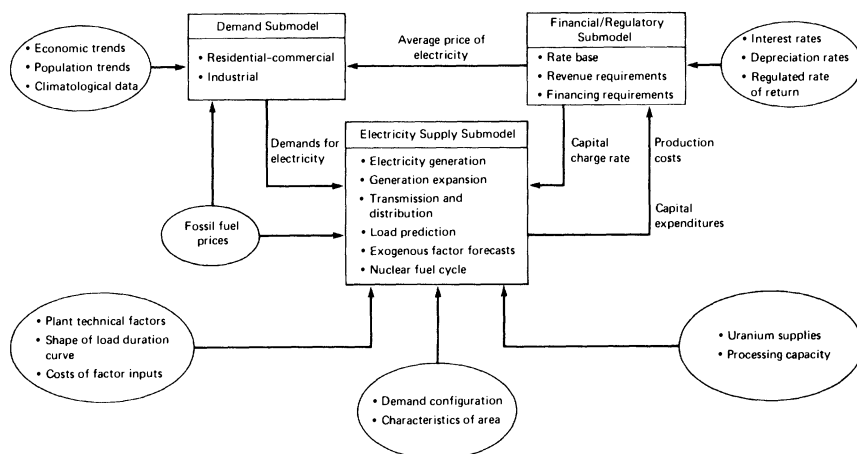 Demand Submodel
• Residential-commercial
• Industrial
Financial/Regulatory
Submodel
• Rate base
• Revenue requirements
• Financing requirements
• Economic trends
• Population trends
• Climatological data
Average price of
electricity
• Interest rates
• Depreciation rates
• Regulated rate
of return
Demands for
electricity
Electricity Supply Submodel
• Electricity generation
• Generation expansion
• Transmission and
distribution
• Load prediction
• Exogenous factor forecasts
• Nuclear fuel cycle
Capital
charge rate
Production
costs
Capital
expenditures
Fossil fuel
prices
• Plant technical factors
• Shape of load duration
curve
• Costs of factor inputs
• Demand configuration
• Characteristics of area
• Uranium supplies
• Processing capacity